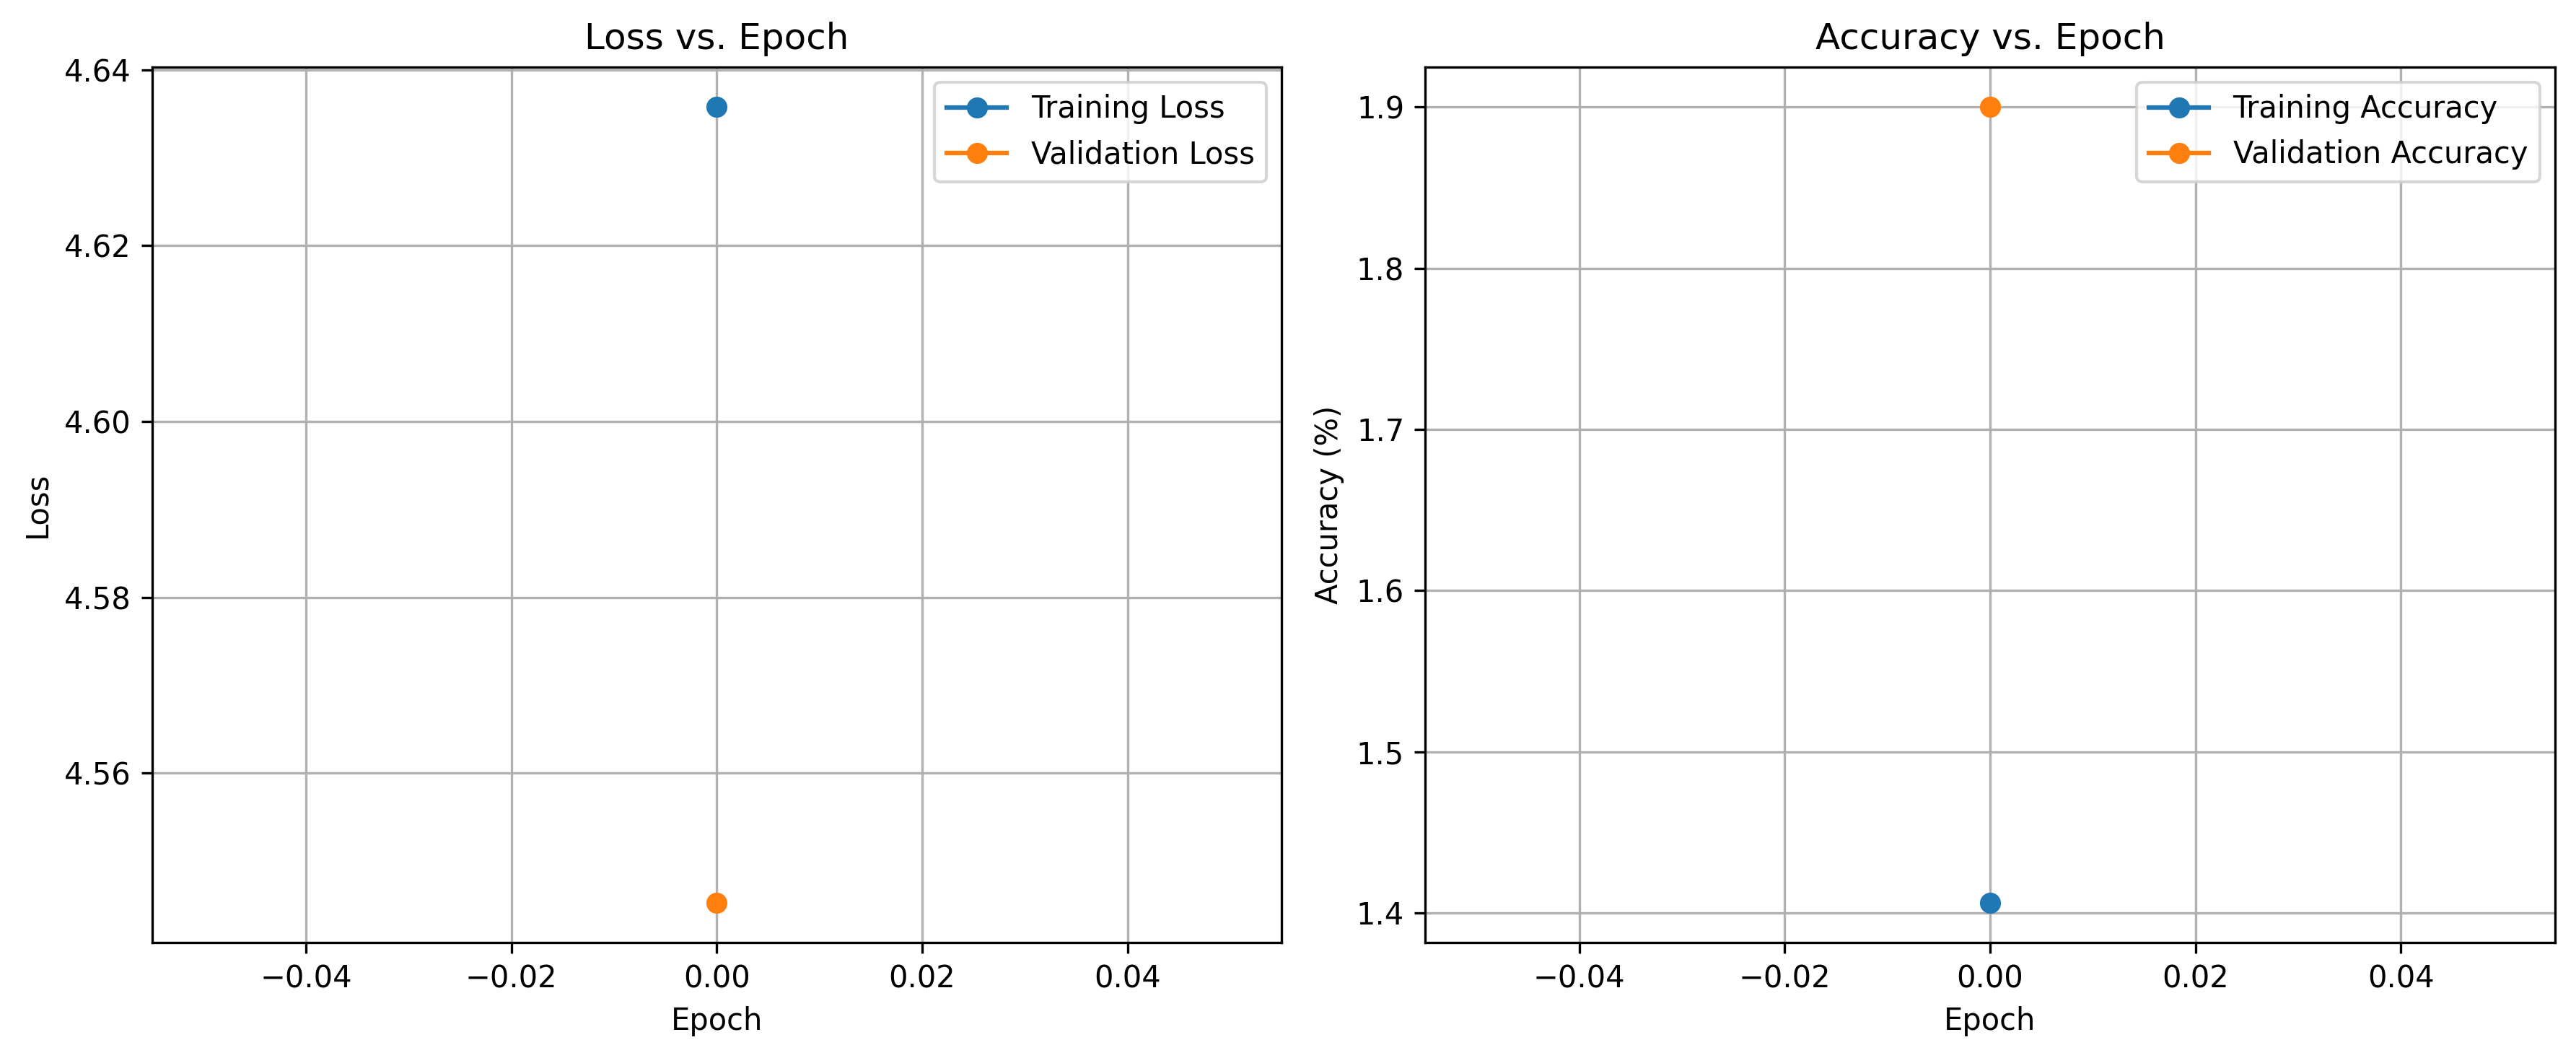 Loss vs. Epoch
4.64
4.62
4.60
4.58
4.56
Loss
−0.04 −0.02 0.00 0.02 0.04
Epoch
Training Loss
Validation Loss
Accuracy vs. Epoch
1.9
1.8
1.7
1.6
1.5
1.4
Accuracy (%)
−0.04 −0.02 0.00 0.02 0.04
Epoch
Training Accuracy
Validation Accuracy